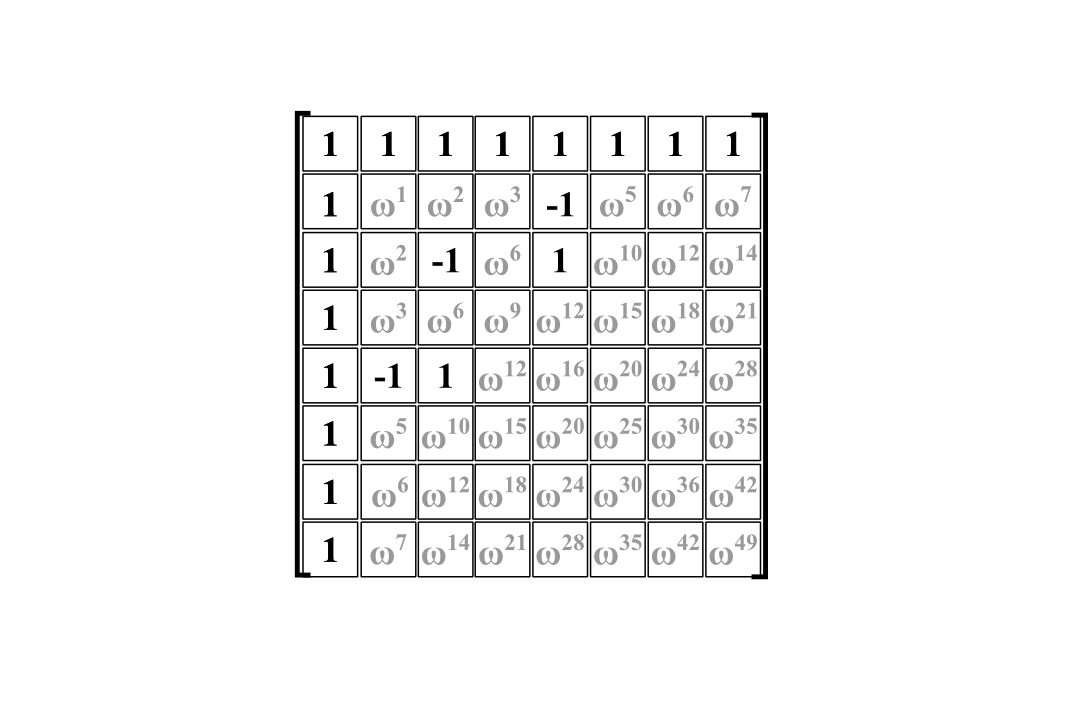 1 1 1 1 1 1 1 1
1 ω¹ ω² ω³ -1 ω⁵ ω⁶ ω⁷
1 ω² -1 ω⁶ 1 ω¹⁰ ω¹² ω¹⁴
1 ω³ ω⁶ ω⁹ ω¹² ω¹⁵ ω¹⁸ ω²¹
1 -1 1 ω¹² ω¹⁶ ω²⁰ ω²⁴ ω²⁸
1 ω⁵ ω¹⁰ ω¹⁵ ω²⁰ ω²⁵ ω³⁰ ω³⁵
1 ω⁶ ω¹² ω¹⁸ ω²⁴ ω³⁰ ω³⁶ ω⁴²
1 ω⁷ ω¹⁴ ω²¹ ω²⁸ ω³⁵ ω⁴² ω⁴⁹